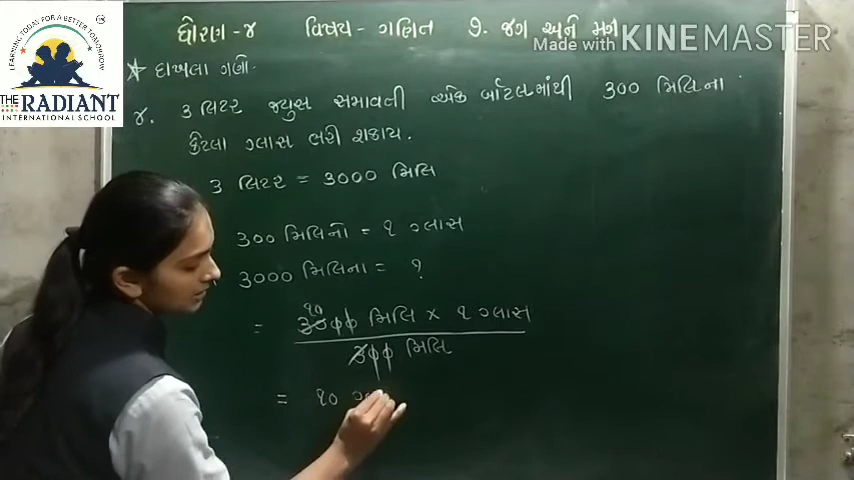 LEARNING TODAY FOR A BETTER TOMORROW
THE RADIANT
INTERNATIONAL SCHOOL
Made with KINEMASTER
ધોરણ -૪ વિષય - ગણિત ૭. જગ અને મગ
★ દાખલા ગણો.
૪. ૩ લિટર જ્યુસ સમાવતી એક બોટલમાંથી ૩૦૦ મિલિના
કેટલા ગ્લાસ ભરી શકાય.
૩ લિટર = ૩૦૦૦ મિલિ
૩૦૦ મિલિનો = ૧ ગ્લાસ
૩૦૦૦ મિલિના = ?
૧૦
= ૩૦૦૦ મિલિ × ૧ ગ્લાસ
૩૦૦ મિલિ
= ૧૦